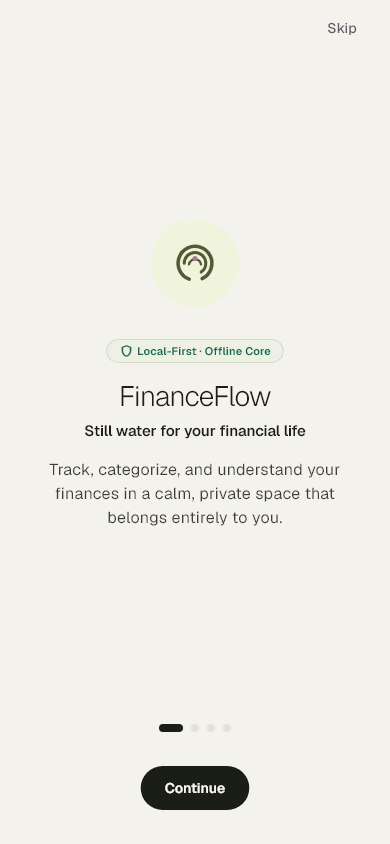 Skip
Local-First · Offline Core
FinanceFlow
Still water for your financial life
Track, categorize, and understand your
finances in a calm, private space that
belongs entirely to you.
Continue